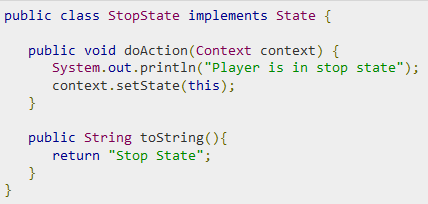 public class StopState implements State {
public void doAction(Context context) {
System.out.println("Player is in stop state");
context.setState(this);
}
public String toString(){
return "Stop State";
}
}